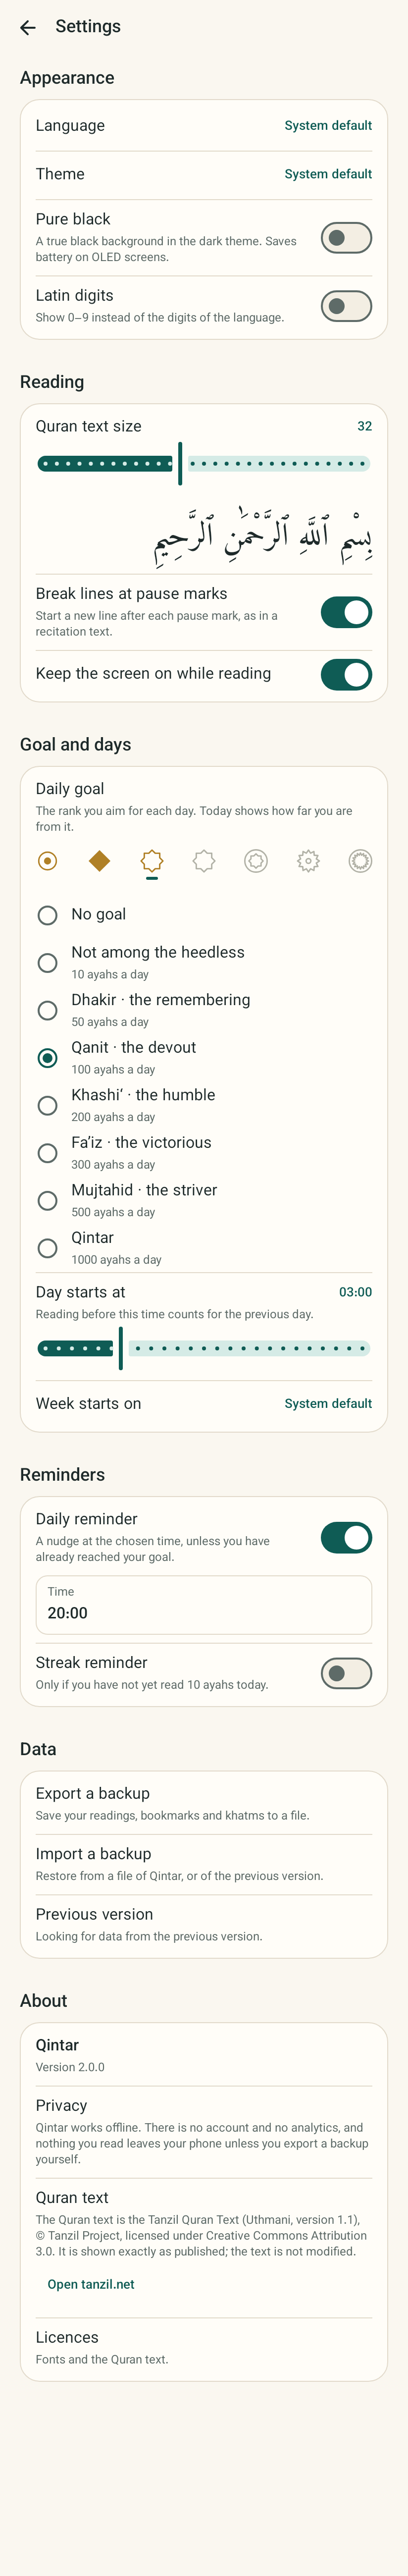 Settings
Appearance
Language
System default
Theme
System default
Pure black
A true black background in the dark theme. Saves
battery on OLED screens.
Latin digits
Show 0–9 instead of the digits of the language.
Reading
Quran text size
32
بِسْمِ ٱللَّهِ ٱلرَّحْمَٰنِ ٱلرَّحِيمِ
Break lines at pause marks
Start a new line after each pause mark, as in a
recitation text.
Keep the screen on while reading
Goal and days
Daily goal
The rank you aim for each day. Today shows how far you are
from it.
No goal
Not among the heedless
10 ayahs a day
Dhakir · the remembering
50 ayahs a day
Qanit · the devout
100 ayahs a day
Khashiʻ · the humble
200 ayahs a day
Fa’iz · the victorious
300 ayahs a day
Mujtahid · the striver
500 ayahs a day
Qintar
1000 ayahs a day
Day starts at
03:00
Reading before this time counts for the previous day.
Week starts on
System default
Reminders
Daily reminder
A nudge at the chosen time, unless you have
already reached your goal.
Time
20:00
Streak reminder
Only if you have not yet read 10 ayahs today.
Data
Export a backup
Save your readings, bookmarks and khatms to a file.
Import a backup
Restore from a file of Qintar, or of the previous version.
Previous version
Looking for data from the previous version.
About
Qintar
Version 2.0.0
Privacy
Qintar works offline. There is no account and no analytics, and
nothing you read leaves your phone unless you export a backup
yourself.
Quran text
The Quran text is the Tanzil Quran Text (Uthmani, version 1.1),
© Tanzil Project, licensed under Creative Commons Attribution
3.0. It is shown exactly as published; the text is not modified.
Open tanzil.net
Licences
Fonts and the Quran text.